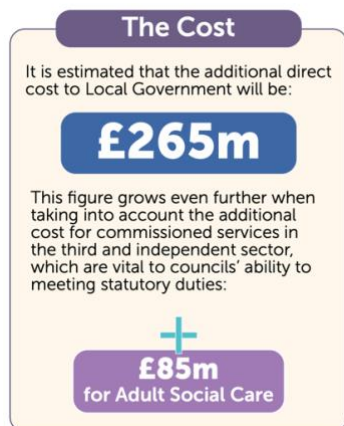 The Cost
It is estimated that the additional direct
cost to Local Government will be:
£265m
This figure grows even further when
taking into account the additional
cost for commissioned services in
the third and independent sector,
which are vital to councils’ ability to
meeting statutory duties:
+
£85m
for Adult Social Care